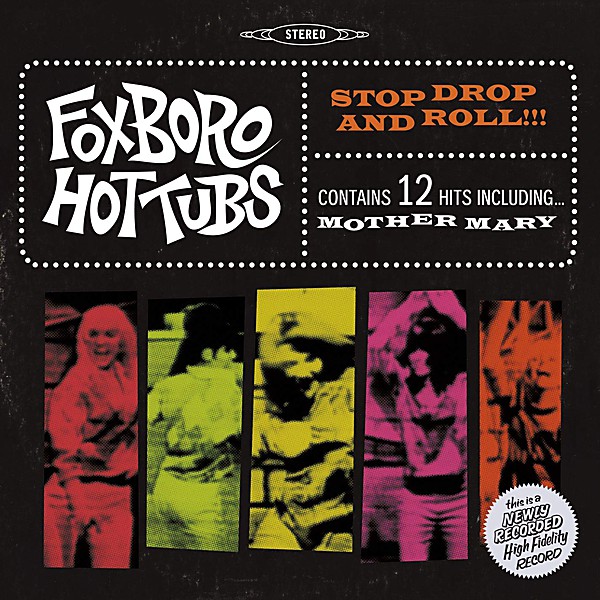 STEREO
FOXBORO
HOT TUBS
STOP DROP
AND ROLL!!!
CONTAINS 12 HITS INCLUDING...
MOTHER MARY
this is a
NEWLY
RECORDED
High Fidelity
RECORD